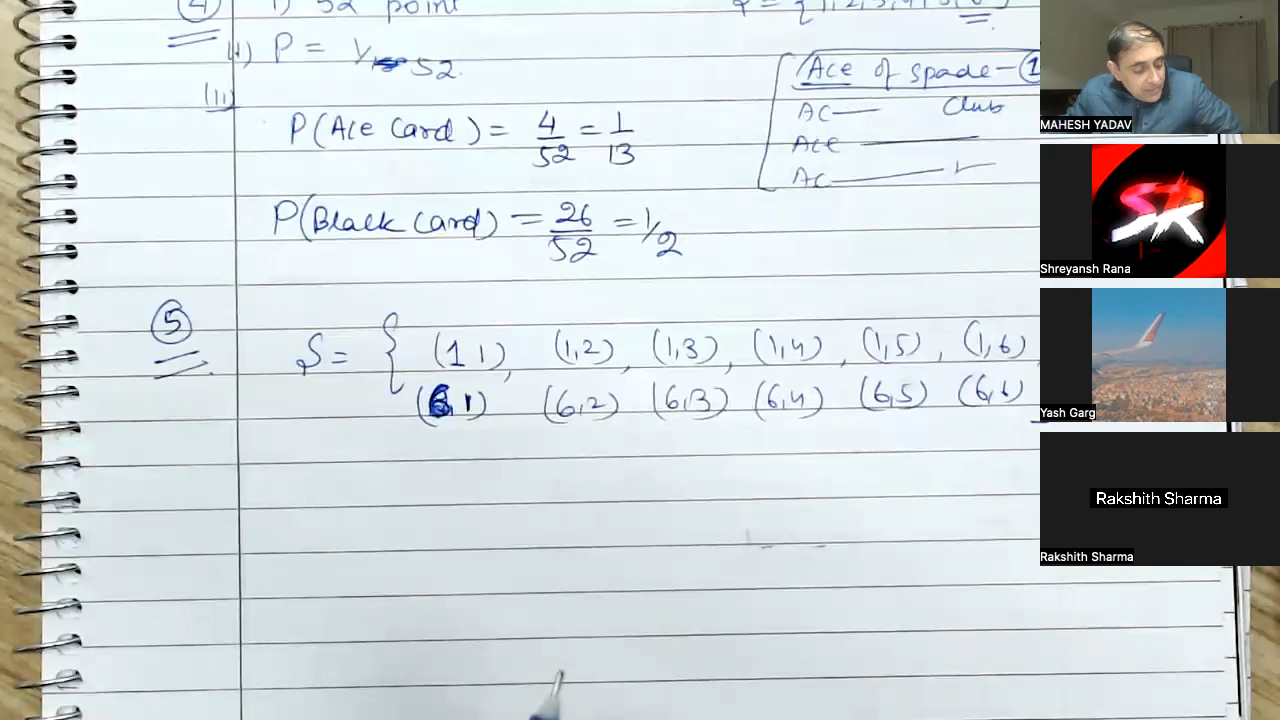 4 i) 52 point
ii) P = 1/52.
(iii)
P(Ace Card) = 4/52 = 1/13
P(Black Card) = 26/52 = 1/2
Ace of spade - 1
AC — Club
Ace —
AC —
5 S = { (1 1), (1,2), (1,3), (1,4), (1,5), (1,6)
(6,1) (6,2) (6,3) (6,4) (6,5) (6,6)
MAHESH YADAV
SR
Shreyansh Rana
Yash Garg
Rakshith Sharma
Rakshith Sharma